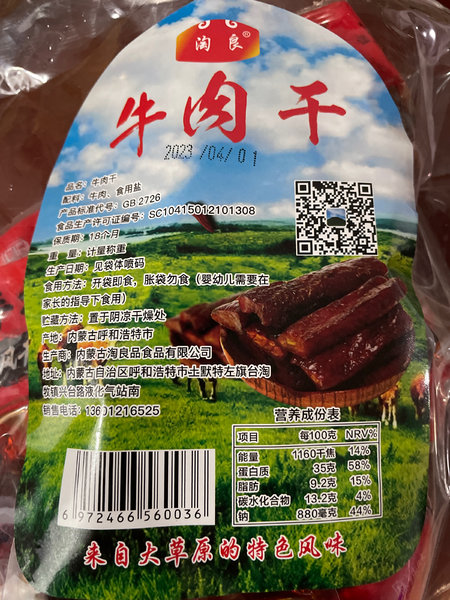 淘良®
牛肉干
2023/04/01
品名：牛肉干
配料：牛肉、食用盐
产品标准代号：GB 2726
食品生产许可证编号：SC10415012101308
保质期：18个月
重 量：计量称重
生产日期：见袋体喷码
食用方法：开袋即食，胀袋勿食（婴幼儿需要在
家长的指导下食用）
贮藏方法：置于阴凉干燥处
产地：内蒙古呼和浩特市
生产商：内蒙古淘良品食品有限公司
地址：内蒙古自治区呼和浩特市土默特左旗台淘
牧镇兴台路液化气站南
销售电话：13601216525
营养成份表
项目 每100克 NRV%
能量 1160千焦 14%
蛋白质 35克 58%
脂肪 9.2克 15%
碳水化合物 13.2克 4%
钠 880毫克 44%
6 972466 560036
来自大草原的特色风味